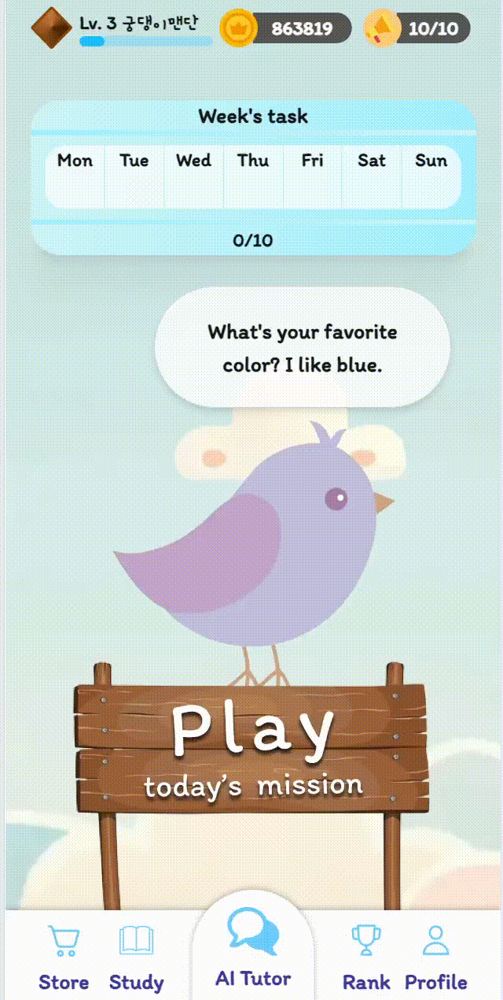 Lv. 3 궁댕이맨단
863819
10/10
Week's task
Mon Tue Wed Thu Fri Sat Sun
0/10
What's your favorite
color? I like blue.
Play
today's mission
Store Study AI Tutor Rank Profile